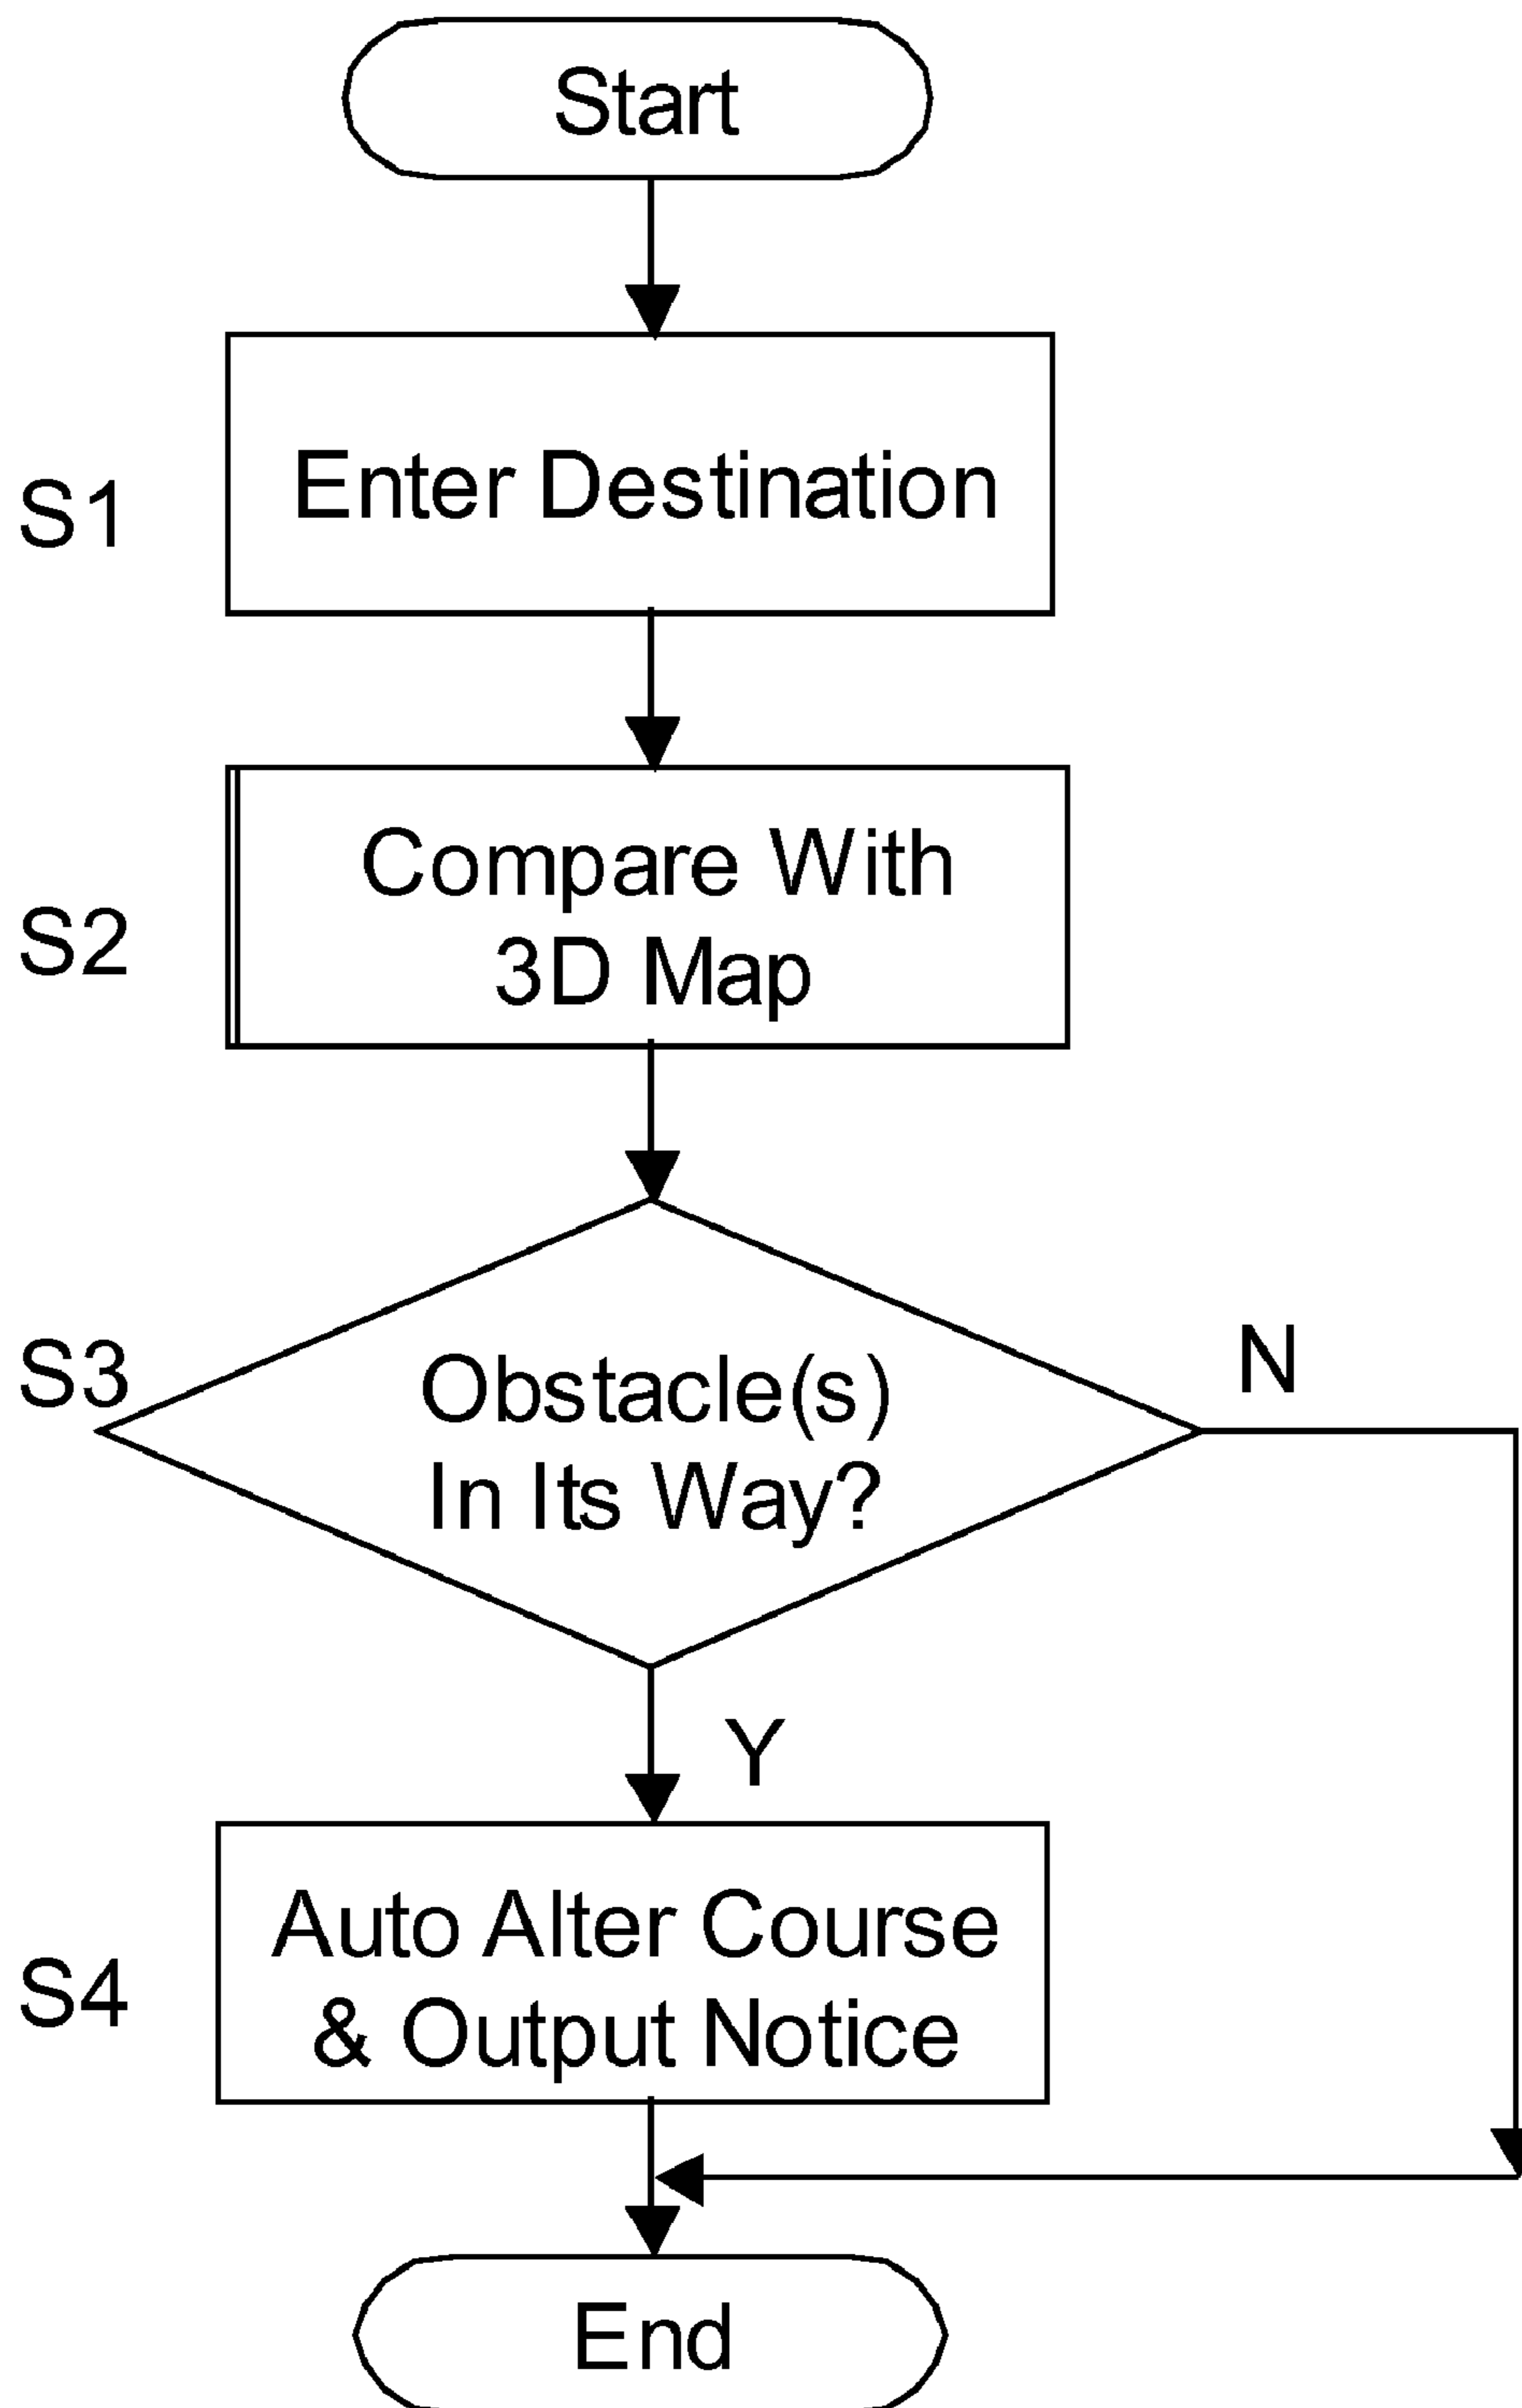 Start
S1
Enter Destination
S2
Compare With
3D Map
S3
Obstacle(s)
In Its Way?
N
Y
S4
Auto Alter Course
& Output Notice
End